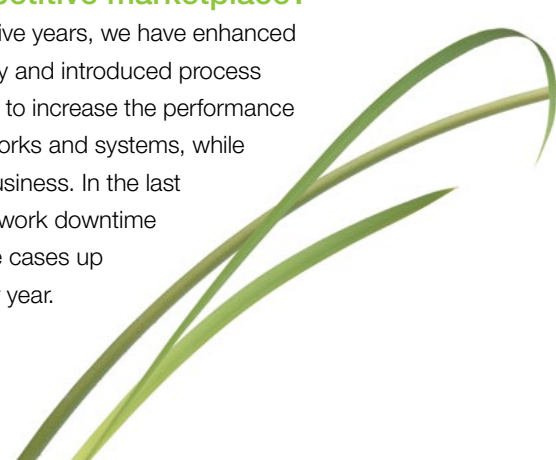 marketplace?
ive years, we have enhanced
y and introduced process
to increase the performance
orks and systems, while
usiness. In the last
work downtime
e cases up
year.